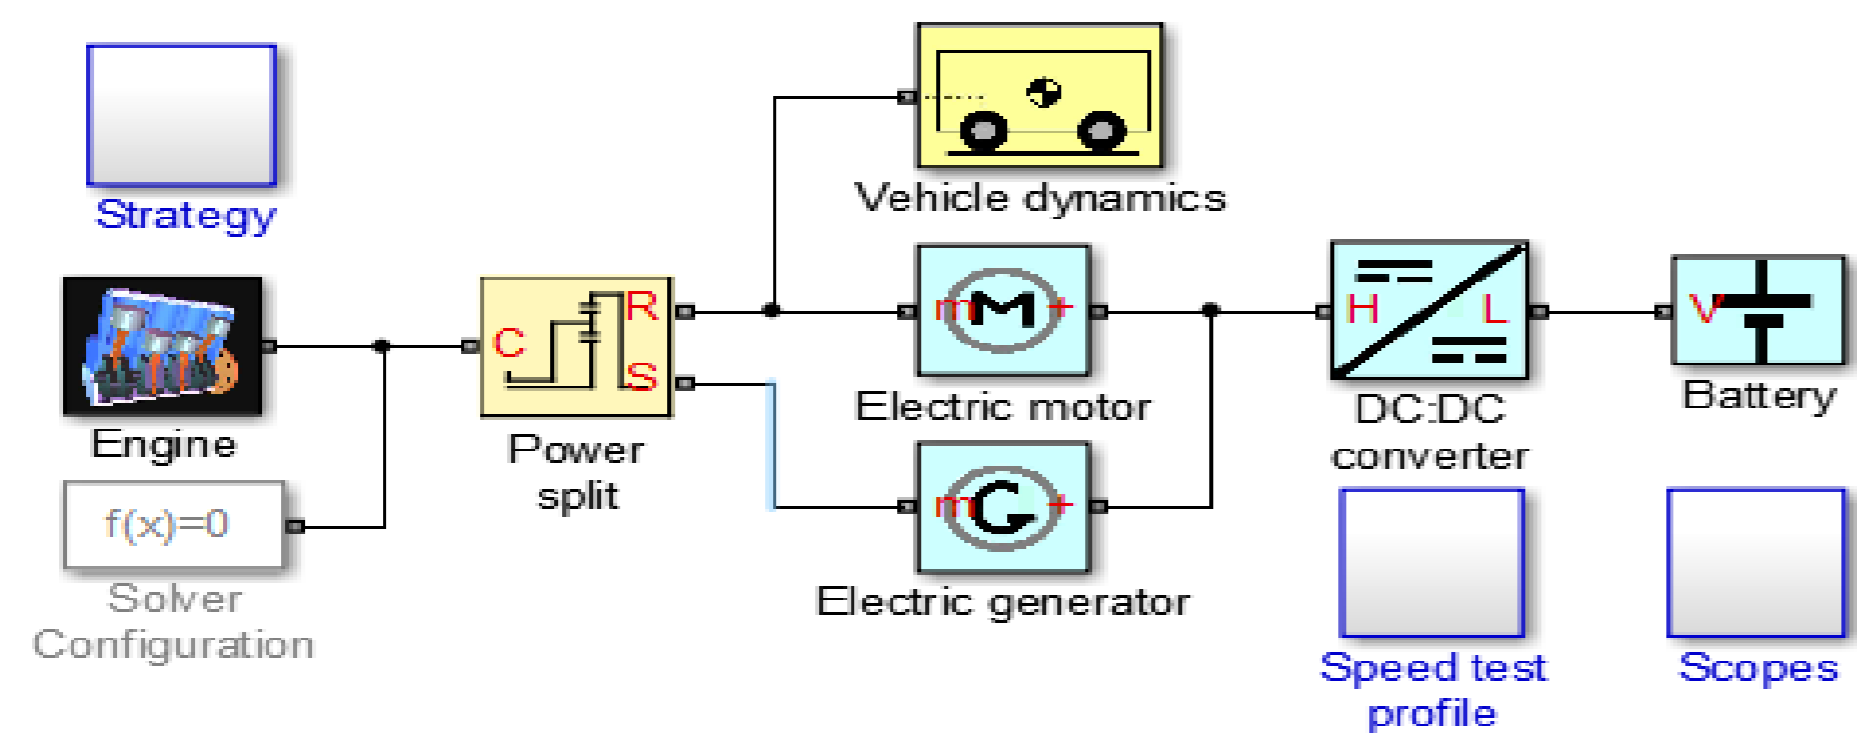 Strategy
Engine
f(x)=0
Solver
Configuration
C
R
S
Power
split
Vehicle dynamics
m M +
Electric motor
m G +
Electric generator
H L
DC:DC
converter
V
Battery
Speed test
profile
Scopes